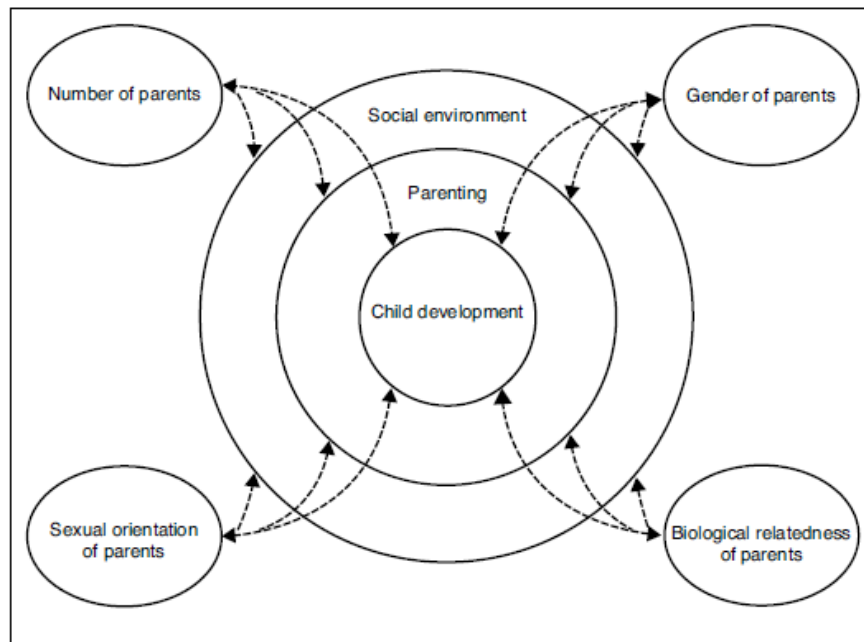 Number of parents
Gender of parents
Social environment
Parenting
Child development
Sexual orientation
of parents
Biological relatedness
of parents